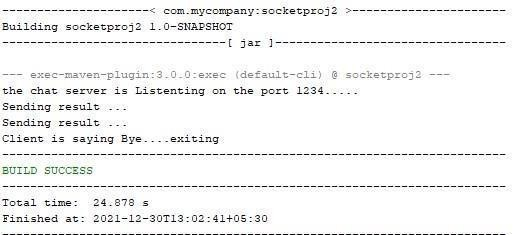 --------------------< com.mycompany:socketproj2 >---------------------
Building socketproj2 1.0-SNAPSHOT
--------------------------------[ jar ]---------------------------------
--- exec-maven-plugin:3.0.0:exec (default-cli) @ socketproj2 ---
the chat server is Listenting on the port 1234.....
Sending result ...
Sending result ...
Client is saying Bye....exiting
------------------------------------------------------------------------
BUILD SUCCESS
------------------------------------------------------------------------
Total time:  24.878 s
Finished at: 2021-12-30T13:02:41+05:30
------------------------------------------------------------------------